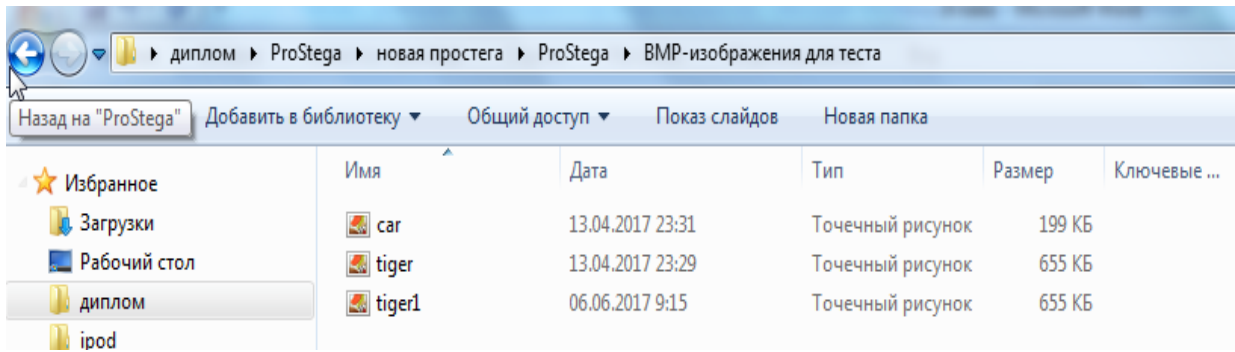 диплом ▸ ProStega ▸ новая простега ▸ ProStega ▸ BMP-изображения для теста
Назад на "ProStega" Добавить в библиотеку ▼ Общий доступ ▼ Показ слайдов Новая папка
Имя Дата Тип Размер Ключевые ...
Избранное
Загрузки
Рабочий стол
диплом
ipod
car 13.04.2017 23:31 Точечный рисунок 199 КБ
tiger 13.04.2017 23:29 Точечный рисунок 655 КБ
tiger1 06.06.2017 9:15 Точечный рисунок 655 КБ